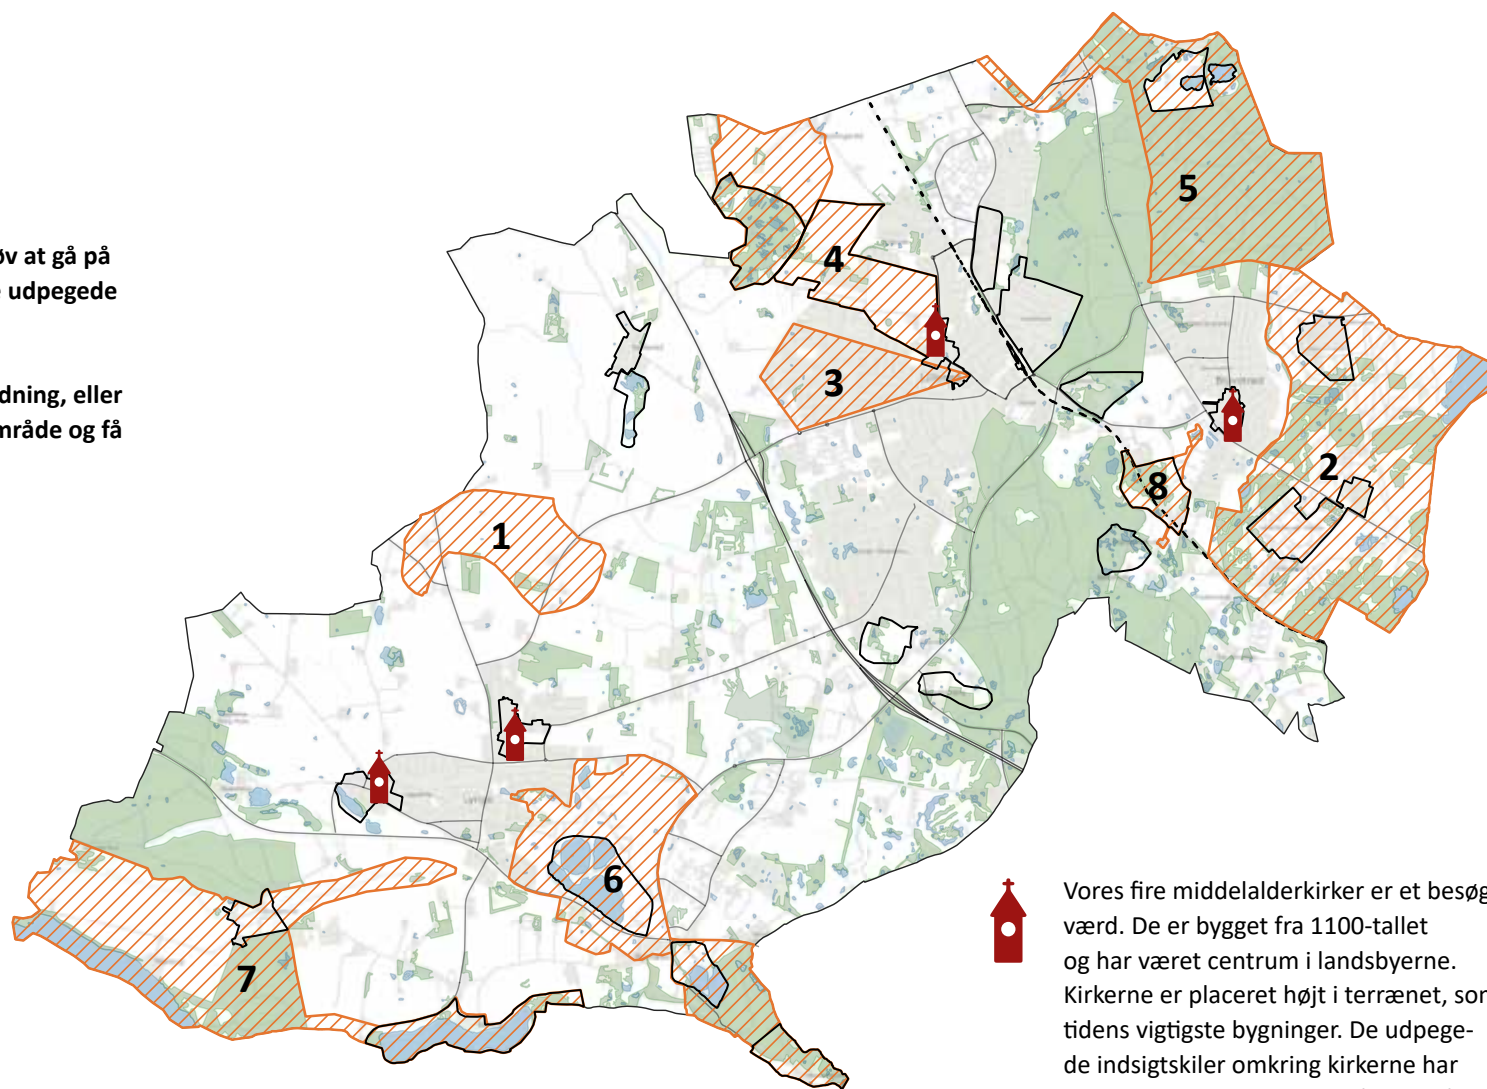 øv at gå på
e udpegede
dning, eller
mråde og få
5
4
3
2
8
1
6
7
Vores fire middelalderkirker er et besøg
værd. De er bygget fra 1100-tallet
og har været centrum i landsbyerne.
Kirkerne er placeret højt i terrænet, som
tidens vigtigste bygninger. De udpege-
de indsigtskiler omkring kirkerne har